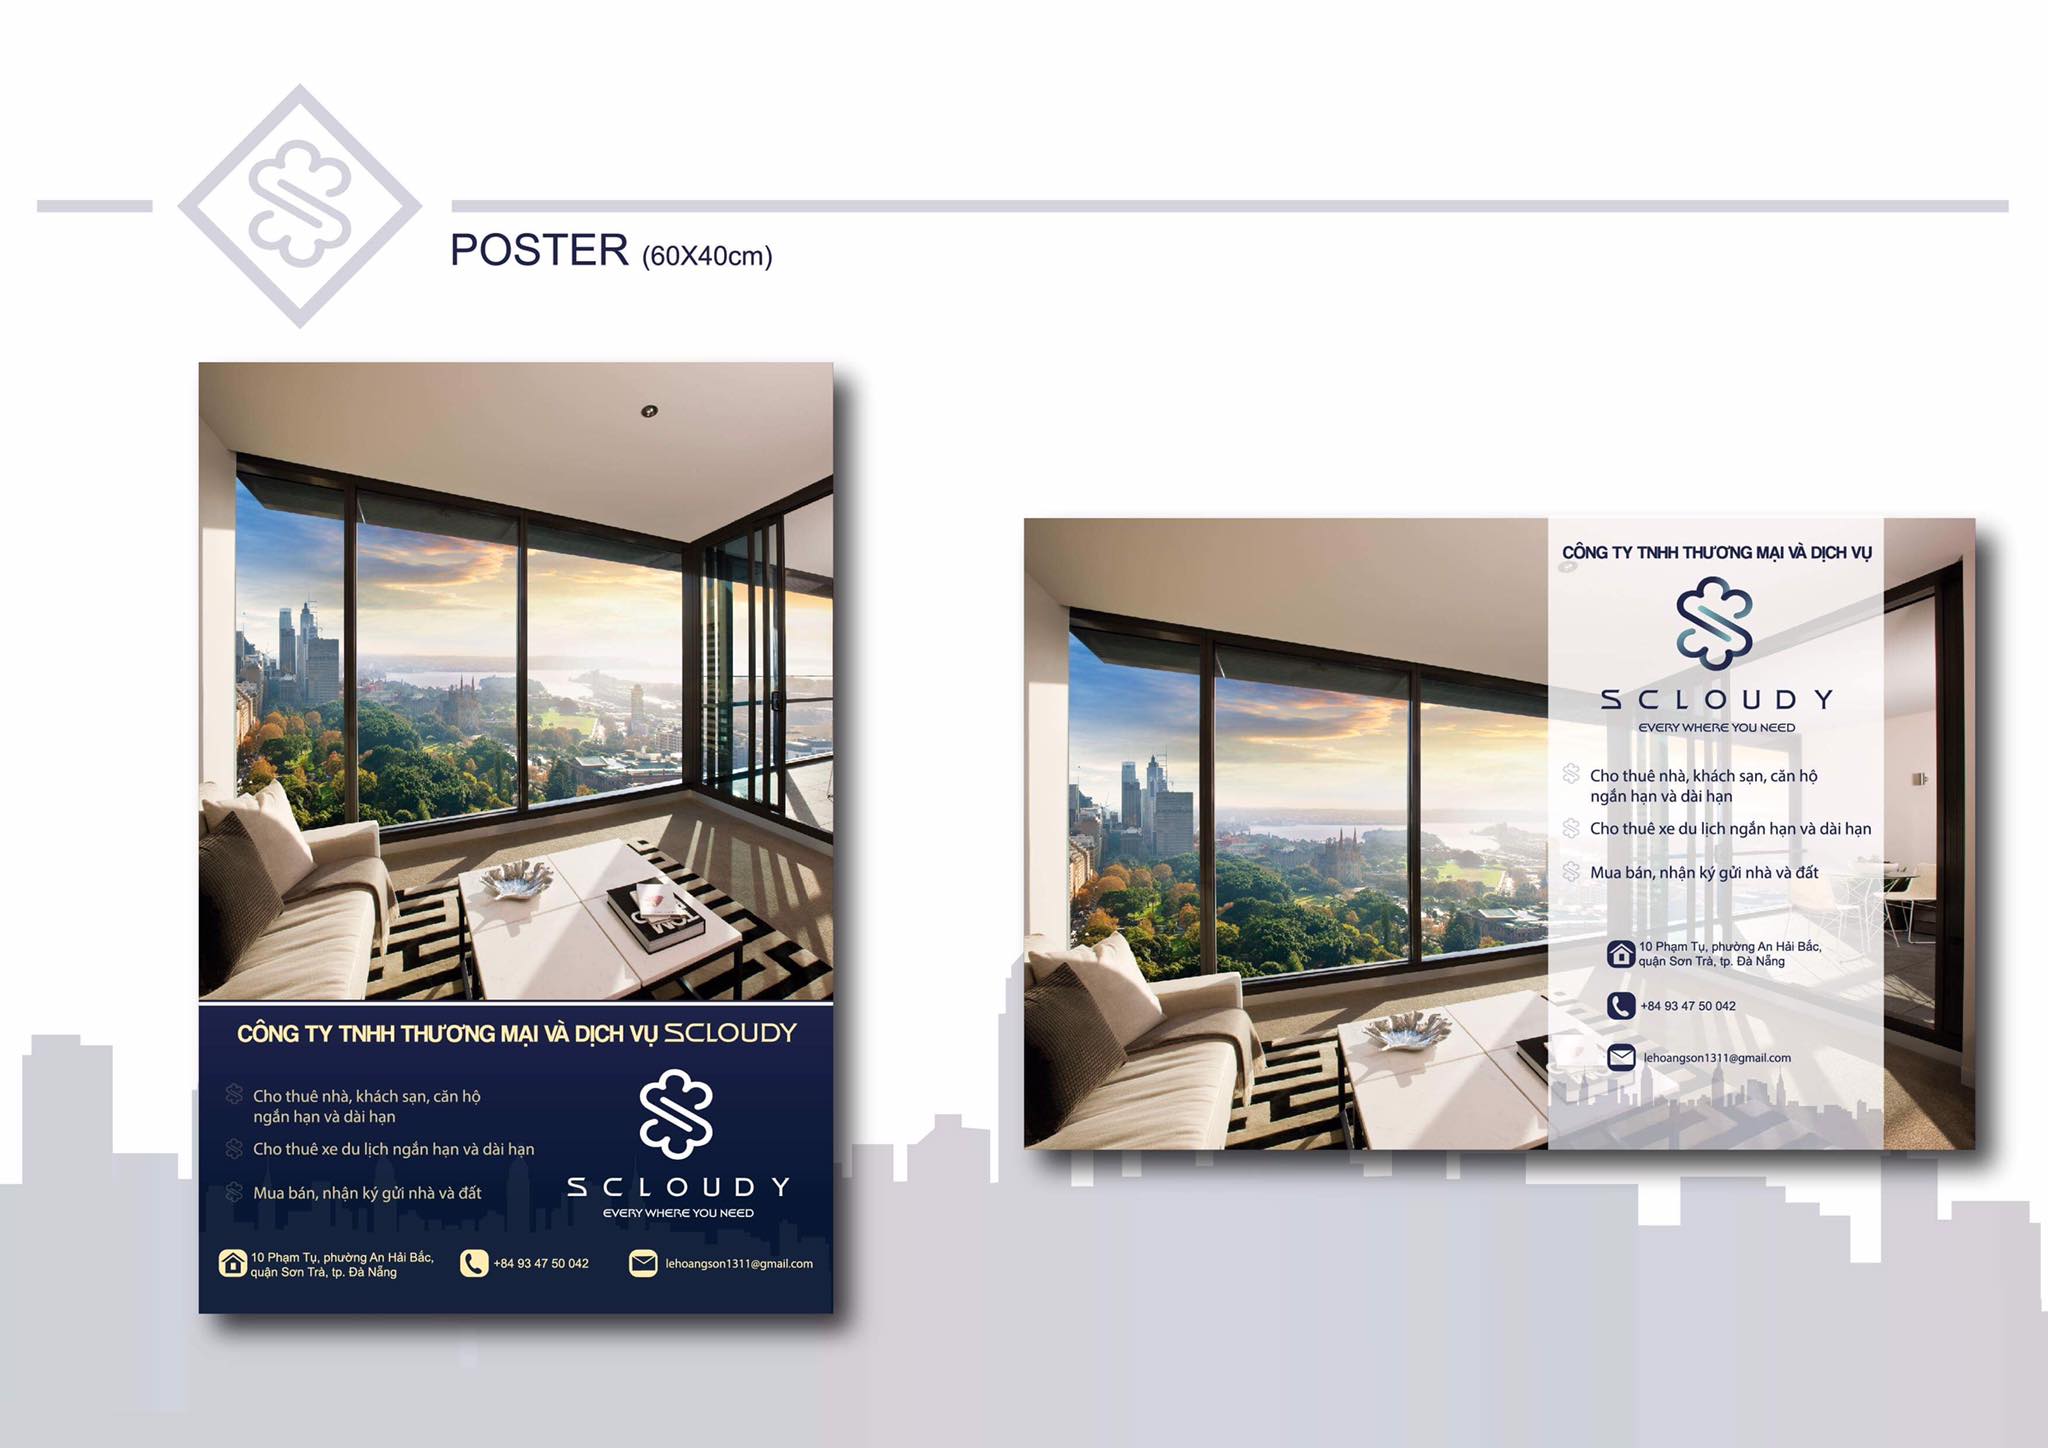 POSTER (60X40cm)
CÔNG TY TNHH THƯƠNG MẠI VÀ DỊCH VỤ SCLOUDY
Cho thuê nhà, khách sạn, căn hộ
ngắn hạn và dài hạn
Cho thuê xe du lịch ngắn hạn và dài hạn
Mua bán, nhận ký gửi nhà và đất
SCLOUDY
EVERY WHERE YOU NEED
10 Phạm Tụ, phường An Hải Bắc,
quận Sơn Trà, tp. Đà Nẵng
+84 93 47 50 042
lehoangson1311@gmail.com
CÔNG TY TNHH THƯƠNG MẠI VÀ DỊCH VỤ
SCLOUDY
EVERY WHERE YOU NEED
Cho thuê nhà, khách sạn, căn hộ
ngắn hạn và dài hạn
Cho thuê xe du lịch ngắn hạn và dài hạn
Mua bán, nhận ký gửi nhà và đất
10 Phạm Tụ, phường An Hải Bắc,
quận Sơn Trà, tp. Đà Nẵng
+84 93 47 50 042
lehoangson1311@gmail.com